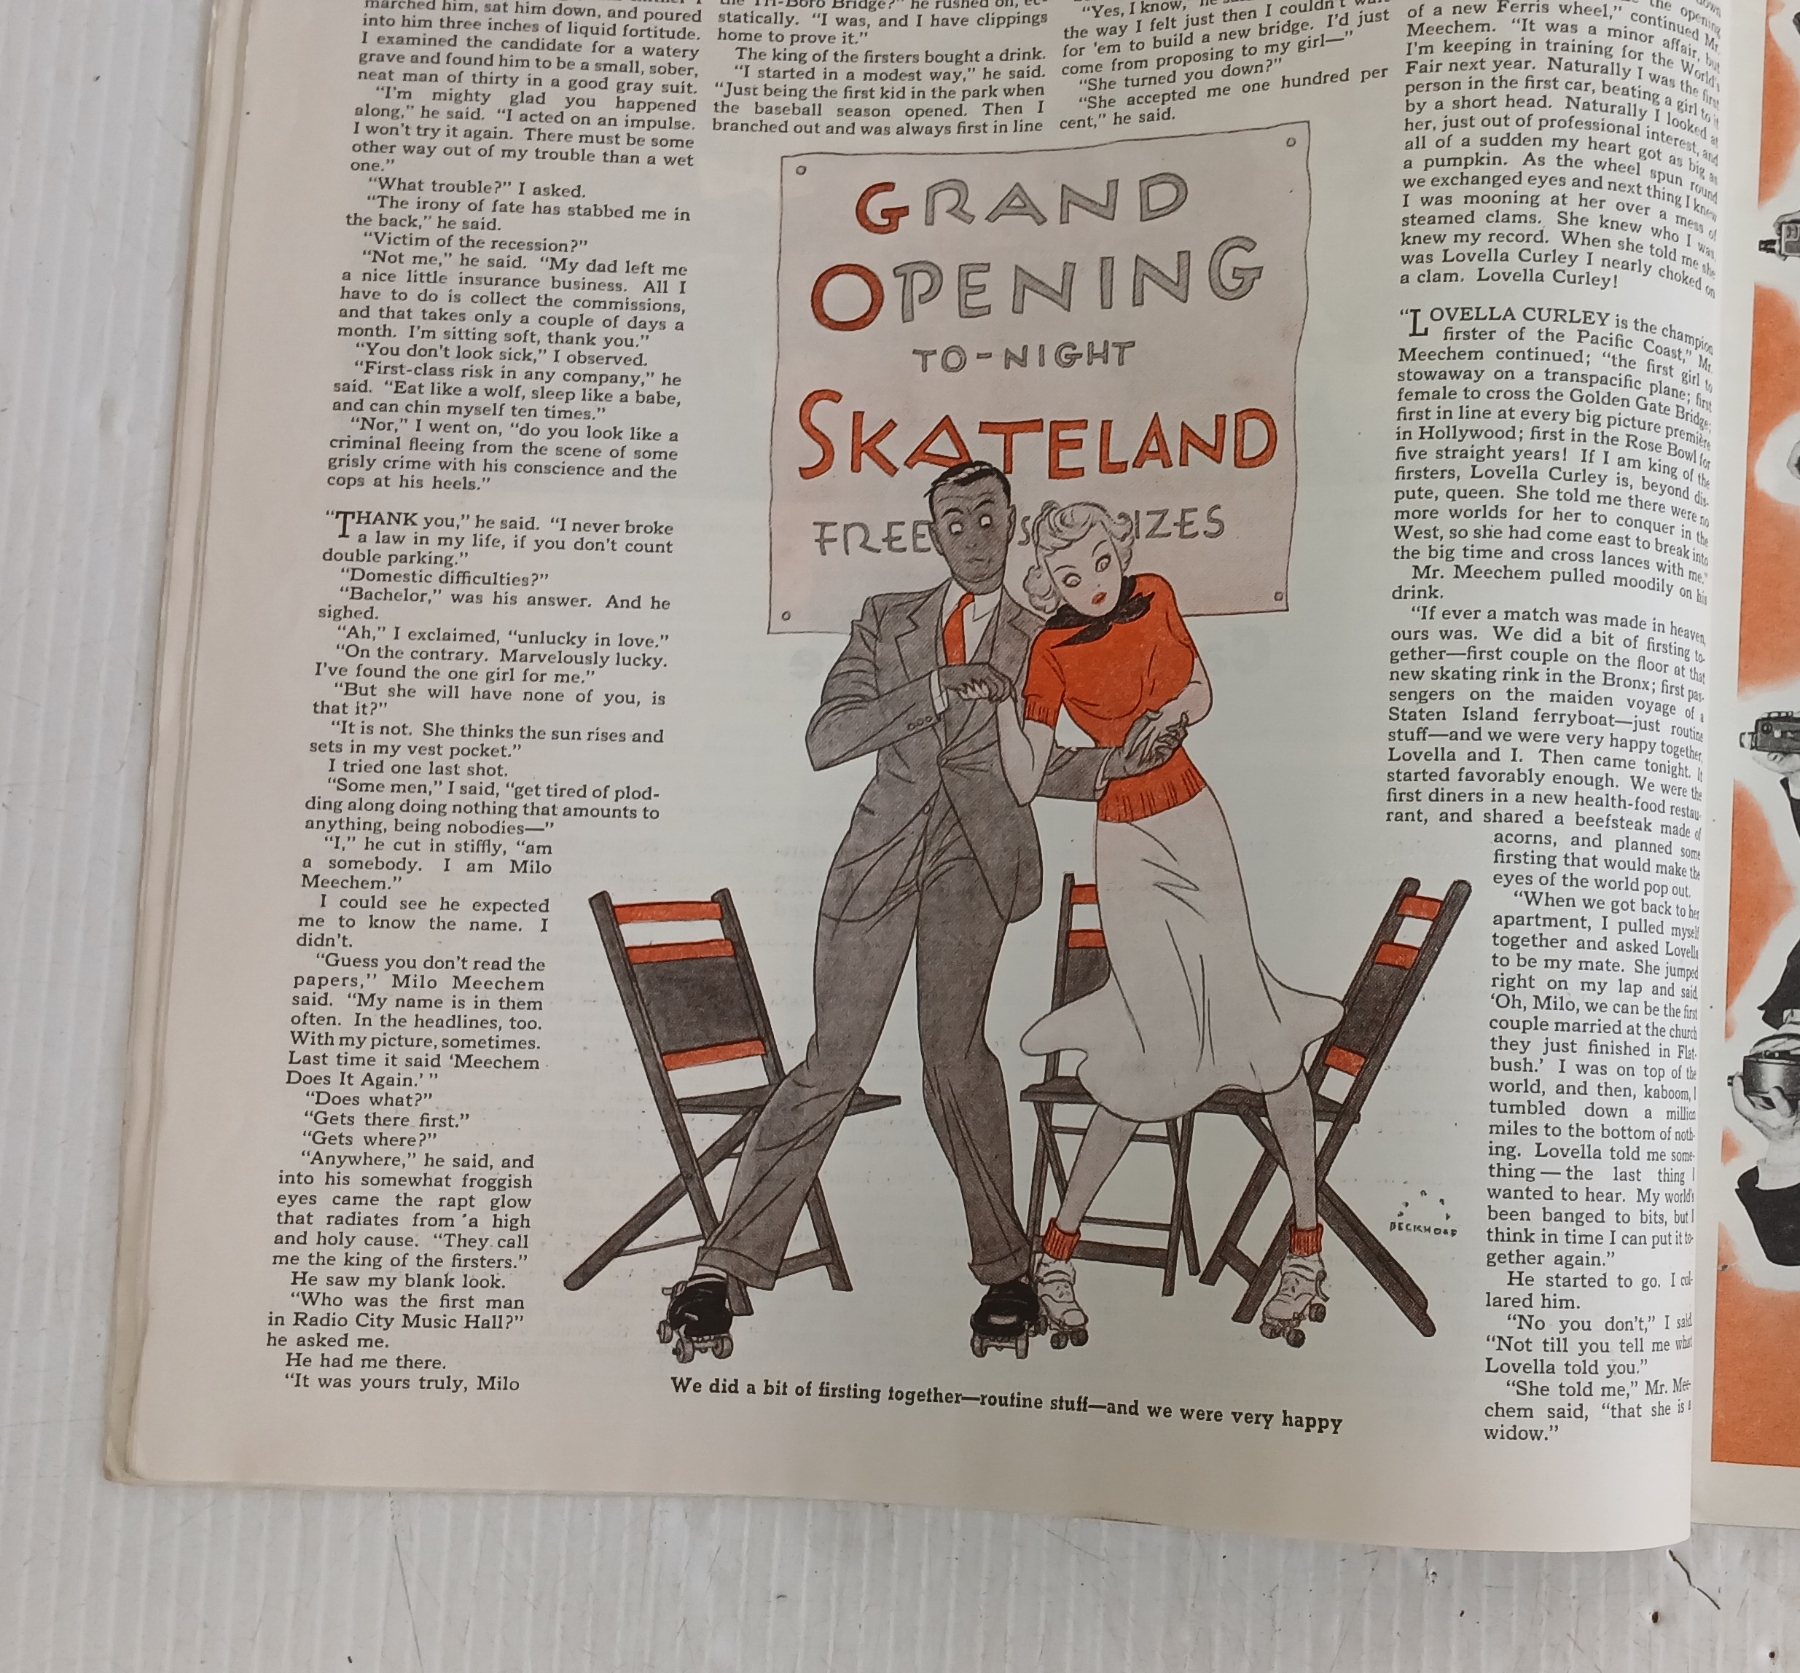 marched him, sat him down, and poured
into him three inches of liquid fortitude.
I examined the candidate for a watery
grave and found him to be a small, sober,
neat man of thirty in a good gray suit.
"I'm mighty glad you happened
along," he said. "I acted on an impulse.
I won't try it again. There must be some
other way out of my trouble than a wet
one."
"What trouble?" I asked.
"The irony of fate has stabbed me in
the back," he said.
"Victim of the recession?"
"Not me," he said. "My dad left me
a nice little insurance business. All I
have to do is collect the commissions,
and that takes only a couple of days a
month. I'm sitting soft, thank you."
"You don't look sick," I observed.
"First-class risk in any company," he
said. "Eat like a wolf, sleep like a babe,
and can chin myself ten times."
"Nor," I went on, "do you look like a
criminal fleeing from the scene of some
grisly crime with his conscience and the
cops at his heels."
"THANK you," he said. "I never broke
a law in my life, if you don't count
double parking."
"Domestic difficulties?"
"Bachelor," was his answer. And he
sighed.
"Ah," I exclaimed, "unlucky in love."
"On the contrary. Marvelously lucky.
I've found the one girl for me."
"But she will have none of you, is
that it?"
"It is not. She thinks the sun rises and
sets in my vest pocket."
I tried one last shot.
"Some men," I said, "get tired of plod-
ding along doing nothing that amounts to
anything, being nobodies—"
"I," he cut in stiffly, "am
a somebody. I am Milo
Meechem."
I could see he expected
me to know the name. I
didn't.
"Guess you don't read the
papers," Milo Meechem
said. "My name is in them
often. In the headlines, too.
With my picture, sometimes.
Last time it said 'Meechem
Does It Again.' "
"Does what?"
"Gets there first."
"Gets where?"
"Anywhere," he said, and
into his somewhat froggish
eyes came the rapt glow
that radiates from a high
and holy cause. "They call
me the king of the firsters."
He saw my blank look.
"Who was the first man
in Radio City Music Hall?"
he asked me.
He had me there.
"It was yours truly, Milo
the Tri-Boro Bridge?" he rushed on, ec-
statically. "I was, and I have clippings
home to prove it."
The king of the firsters bought a drink.
"I started in a modest way," he said.
"Just being the first kid in the park when
the baseball season opened. Then I
branched out and was always first in line
"Yes, I know,"
the way I felt just then I couldn't
for 'em to build a new bridge. I'd just
come from proposing to my girl—"
"She turned you down?"
"She accepted me one hundred per
cent," he said.
GRAND
OPENING
TO-NIGHT
SKATELAND
FREE IZES
BECKHOFF
We did a bit of firsting together—routine stuff—and we were very happy
the opening
of a new Ferris wheel," continued Mr.
Meechem. "It was a minor affair, but
I'm keeping in training for the World's
Fair next year. Naturally I was the first
person in the first car, beating a girl to it
by a short head. Naturally I looked at
her, just out of professional interest, and
all of a sudden my heart got as big as
a pumpkin. As the wheel spun round
we exchanged eyes and next thing I knew
I was mooning at her over a mess of
steamed clams. She knew who I was,
knew my record. When she told me she
was Lovella Curley I nearly choked on
a clam. Lovella Curley!
"LOVELLA CURLEY is the champion
firster of the Pacific Coast," Mr.
Meechem continued; "the first girl to
stowaway on a transpacific plane; first
female to cross the Golden Gate Bridge;
first in line at every big picture première
in Hollywood; first in the Rose Bowl for
five straight years! If I am king of the
firsters, Lovella Curley is, beyond dis-
pute, queen. She told me there were no
more worlds for her to conquer in the
West, so she had come east to break into
the big time and cross lances with me."
Mr. Meechem pulled moodily on his
drink.
"If ever a match was made in heaven,
ours was. We did a bit of firsting to-
gether—first couple on the floor at that
new skating rink in the Bronx; first pas-
sengers on the maiden voyage of a
Staten Island ferryboat—just routine
stuff—and we were very happy together,
Lovella and I. Then came tonight. It
started favorably enough. We were the
first diners in a new health-food restau-
rant, and shared a beefsteak made of
acorns, and planned some
firsting that would make the
eyes of the world pop out.
"When we got back to her
apartment, I pulled myself
together and asked Lovella
to be my mate. She jumped
right on my lap and said,
'Oh, Milo, we can be the first
couple married at the church
they just finished in Flat-
bush.' I was on top of the
world, and then, kaboom, I
tumbled down a million
miles to the bottom of noth-
ing. Lovella told me some-
thing — the last thing I
wanted to hear. My world's
been banged to bits, but I
think in time I can put it to-
gether again."
He started to go. I col-
lared him.
"No you don't," I said.
"Not till you tell me what
Lovella told you."
"She told me," Mr. Mee-
chem said, "that she is a
widow."